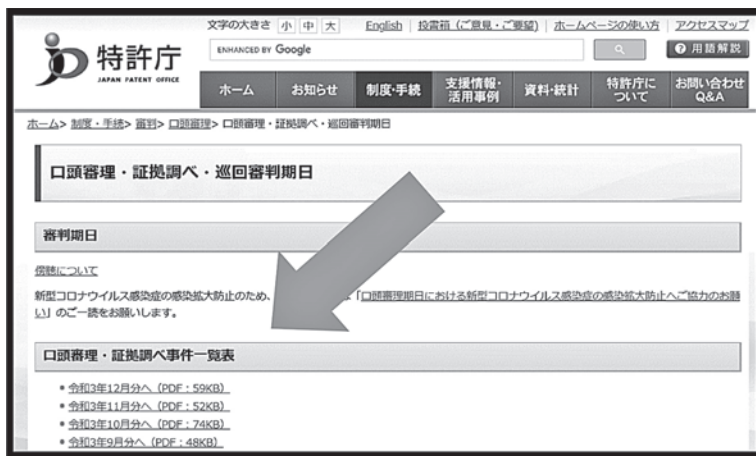 文字の大きさ 小 中 大 English 投書箱（ご意見・ご要望） ホームページの使い方 アクセスマップ
特許庁
JAPAN PATENT OFFICE
ENHANCED BY Google
? 用語解説
ホーム お知らせ 制度・手続 支援情報・活用事例 資料・統計 特許庁について お問い合わせ Q&A
ホーム> 制度・手続> 審判> 口頭審理> 口頭審理・証拠調べ・巡回審判期日
口頭審理・証拠調べ・巡回審判期日
審判期日
傍聴について
新型コロナウイルス感染症の感染拡大防止のため、 「口頭審理期日における新型コロナウイルス感染症の感染拡大防止へご協力のお願
い」のご一読をお願いします。
口頭審理・証拠調べ事件一覧表
令和3年12月分へ（PDF：59KB）
令和3年11月分へ（PDF：52KB）
令和3年10月分へ（PDF：74KB）
令和3年9月分へ（PDF：48KB）